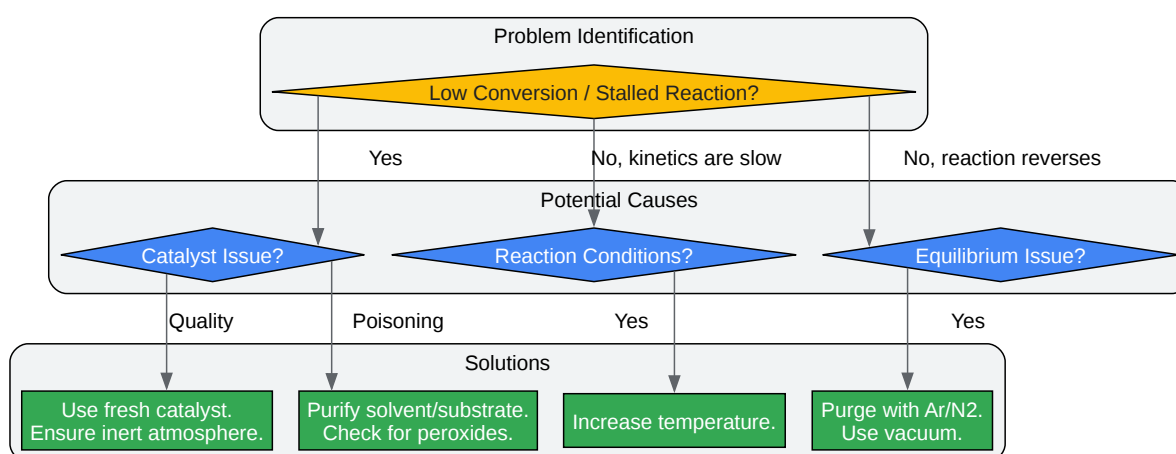 Problem Identification
Low Conversion / Stalled Reaction?
Yes
No, kinetics are slow
No, reaction reverses
Potential Causes
Catalyst Issue?
Reaction Conditions?
Equilibrium Issue?
Quality
Poisoning
Yes
Yes
Solutions
Use fresh catalyst.
Ensure inert atmosphere.
Purify solvent/substrate.
Check for peroxides.
Increase temperature.
Purge with Ar/N2.
Use vacuum.